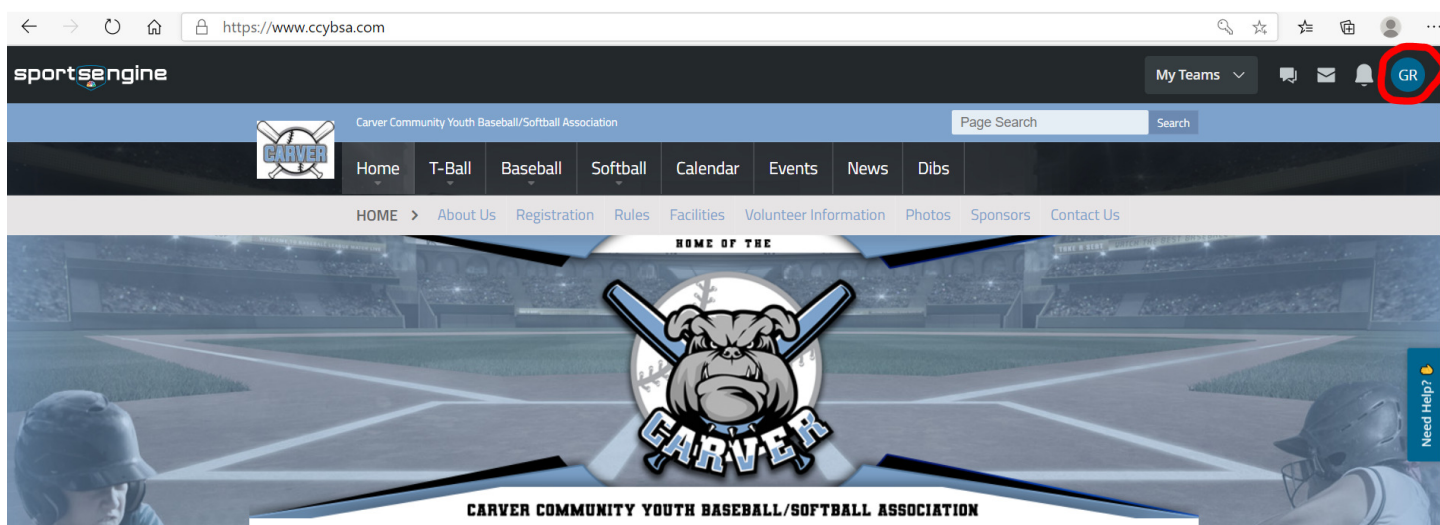 https://www.ccybsa.com
sportsengine
My Teams
GR
Carver Community Youth Baseball/Softball Association
Page Search
Search
CARVER
Home T-Ball Baseball Softball Calendar Events News Dibs
HOME > About Us Registration Rules Facilities Volunteer Information Photos Sponsors Contact Us
HOME OF THE
CARVER
Need Help?
CARVER COMMUNITY YOUTH BASEBALL/SOFTBALL ASSOCIATION